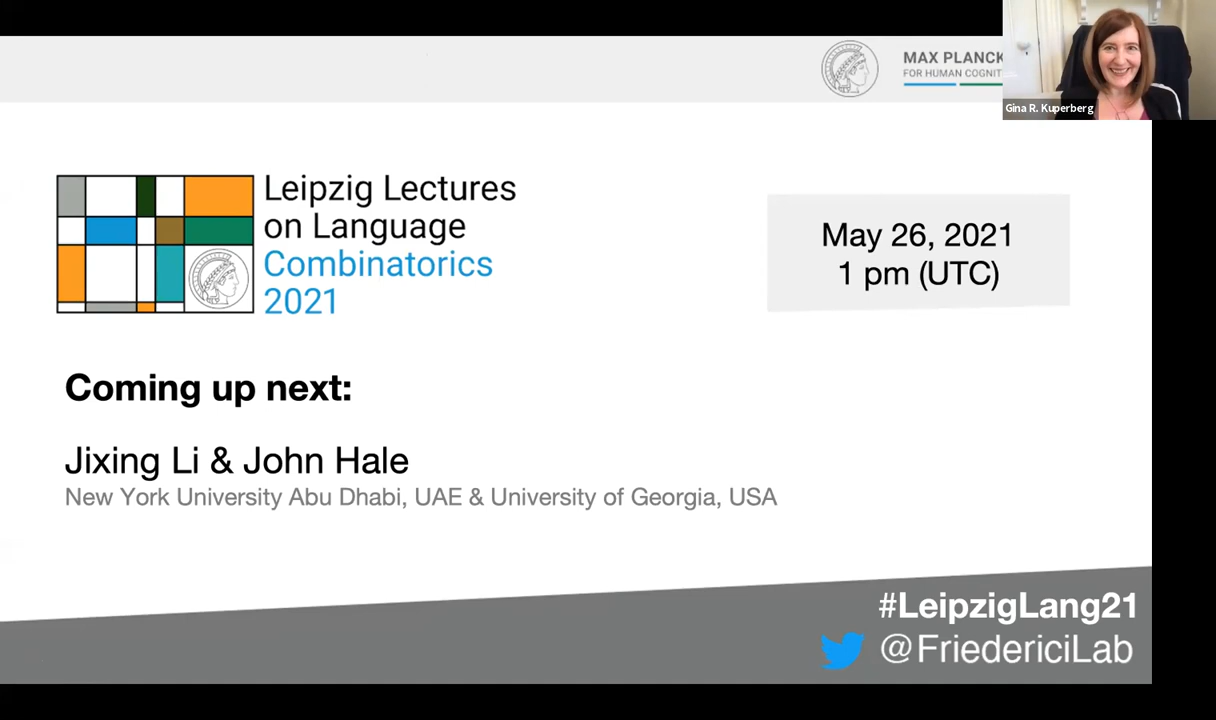 MAX PLANCK
FOR HUMAN COGNIT
Gina R. Kuperberg
Leipzig Lectures
on Language
Combinatorics
2021
May 26, 2021
1 pm (UTC)
Coming up next:
Jixing Li & John Hale
New York University Abu Dhabi, UAE & University of Georgia, USA
#LeipzigLang21
@FriedericiLab